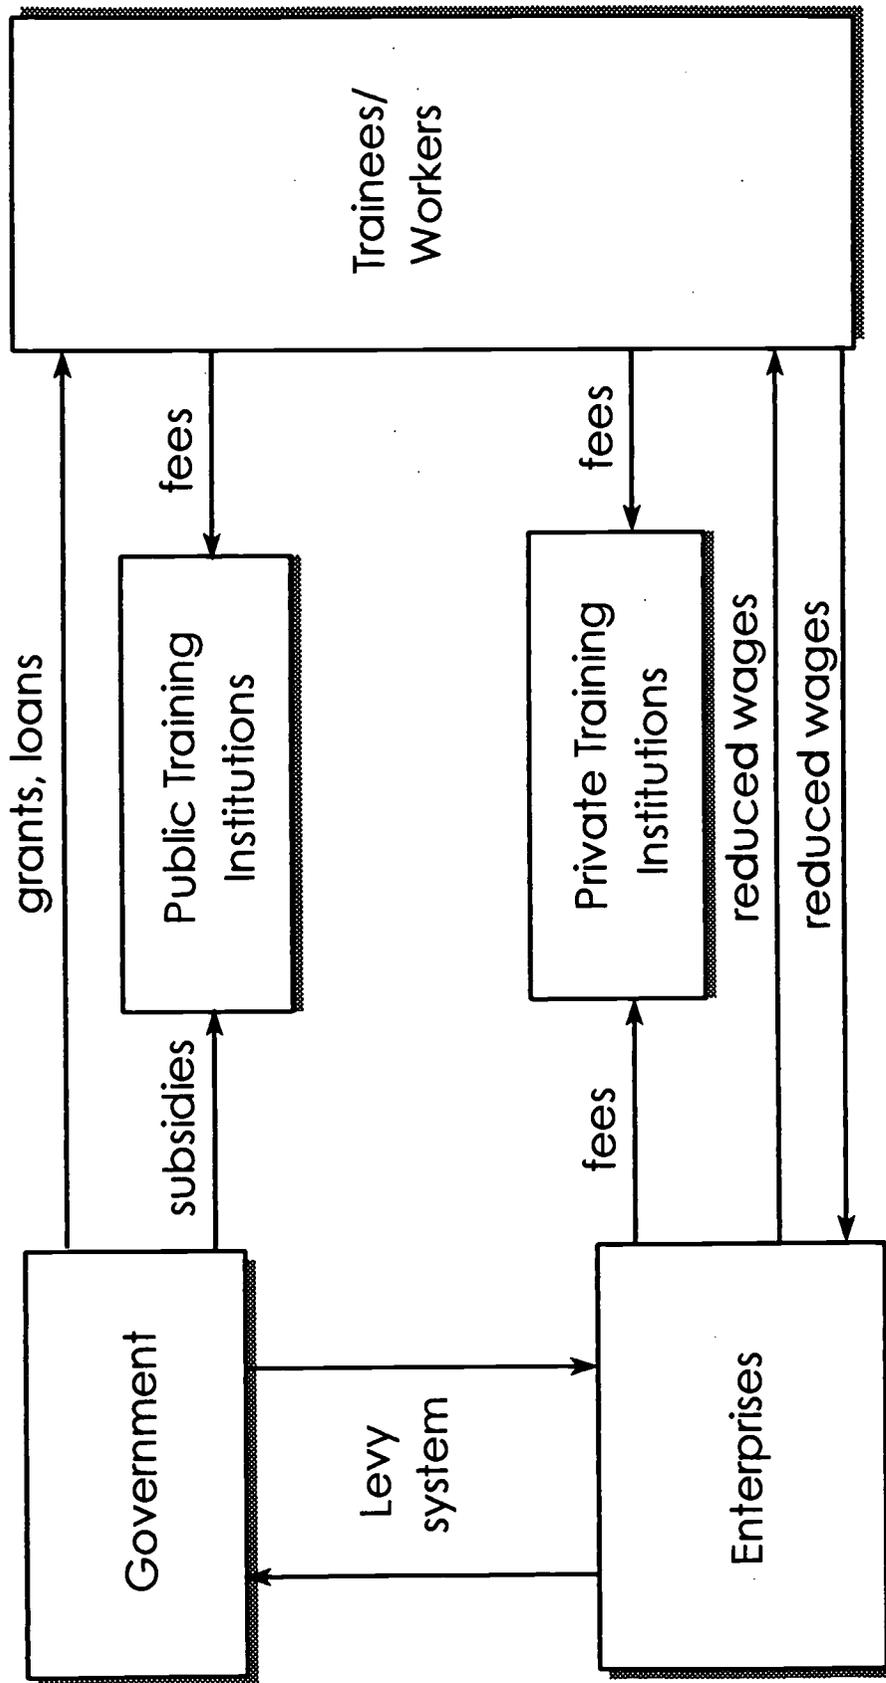 grants, loans
Government
subsidies
Public Training
Institutions
fees
Trainees/
Workers
Levy
system
Enterprises
fees
Private Training
Institutions
fees
reduced wages
reduced wages